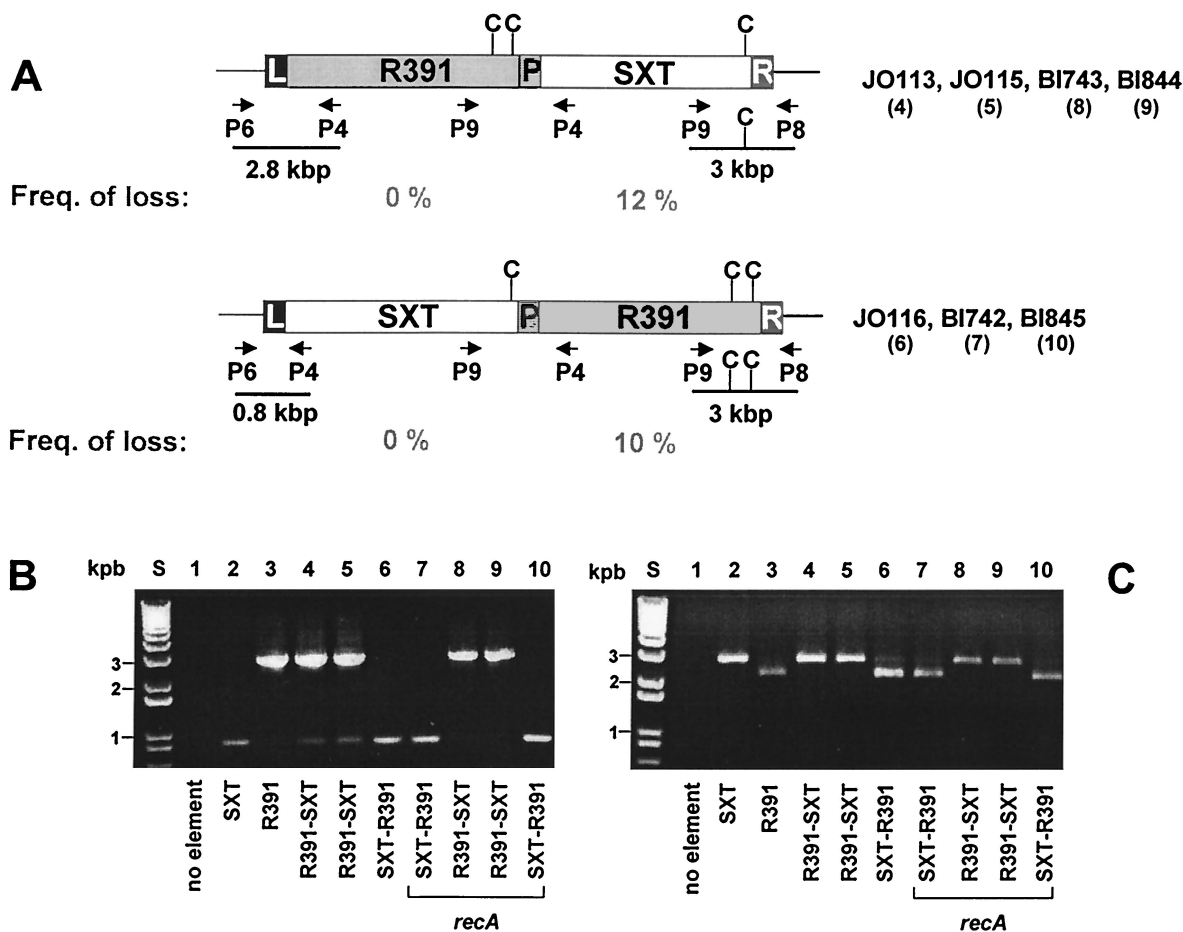 A
C C C
L R391 P SXT R
JO113, JO115, BI743, BI844
(4) (5) (8) (9)
P6 P4 P9 P4 P9 C P8
2.8 kbp 3 kbp
Freq. of loss: 0 % 12 %
C C C
L SXT P R391 R
JO116, BI742, BI845
(6) (7) (10)
P6 P4 P9 P4 P9 C C P8
0.8 kbp 3 kbp
Freq. of loss: 0 % 10 %
B
kpb S 1 2 3 4 5 6 7 8 9 10
3
2
1
no element
SXT
R391
R391-SXT
R391-SXT
SXT-R391
SXT-R391
R391-SXT
R391-SXT
SXT-R391
recA
C
kpb S 1 2 3 4 5 6 7 8 9 10
3
2
1
no element
SXT
R391
R391-SXT
R391-SXT
SXT-R391
SXT-R391
R391-SXT
R391-SXT
SXT-R391
recA